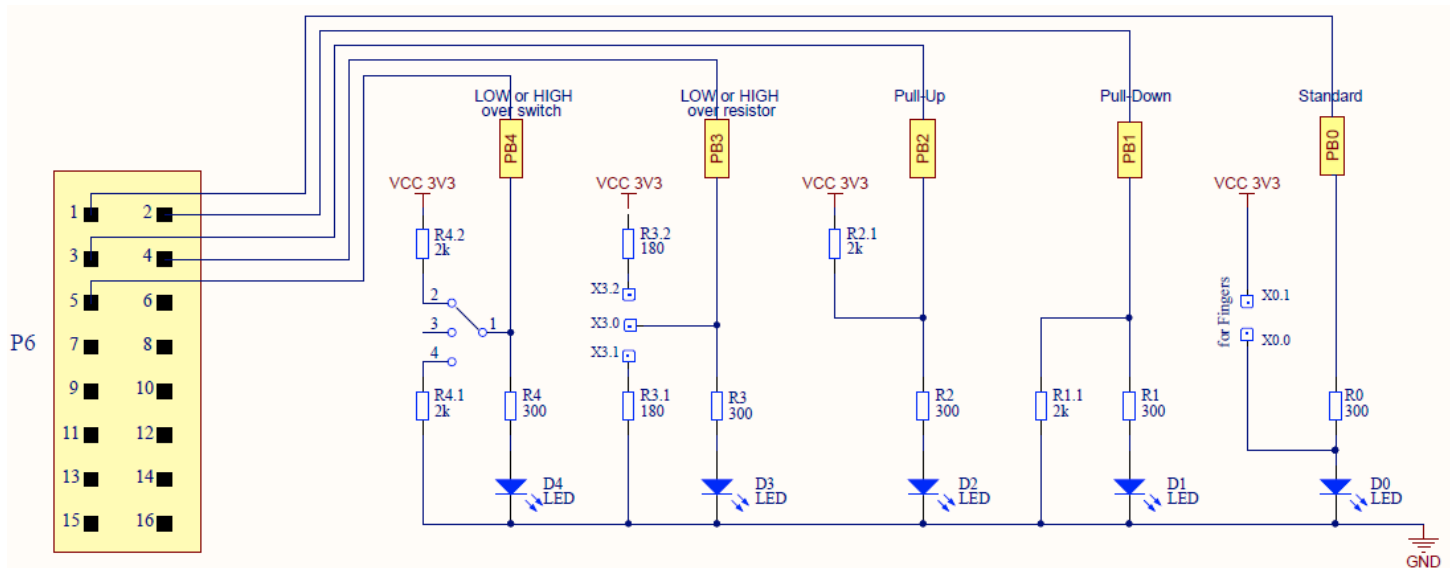 LOW or HIGH
over switch
LOW or HIGH
over resistor
Pull-Up
Pull-Down
Standard
PB4
PB3
PB2
PB1
PB0
VCC 3V3
VCC 3V3
VCC 3V3
VCC 3V3
P6
1 2
3 4
5 6
7 8
9 10
11 12
13 14
15 16
R4.2
2k
2
3
4
1
R4.1
2k
R4
300
D4
LED
R3.2
180
X3.2
X3.0
X3.1
R3.1
180
R3
300
D3
LED
R2.1
2k
R2
300
D2
LED
R1.1
2k
R1
300
D1
LED
for Fingers
X0.1
X0.0
R0
300
D0
LED
GND